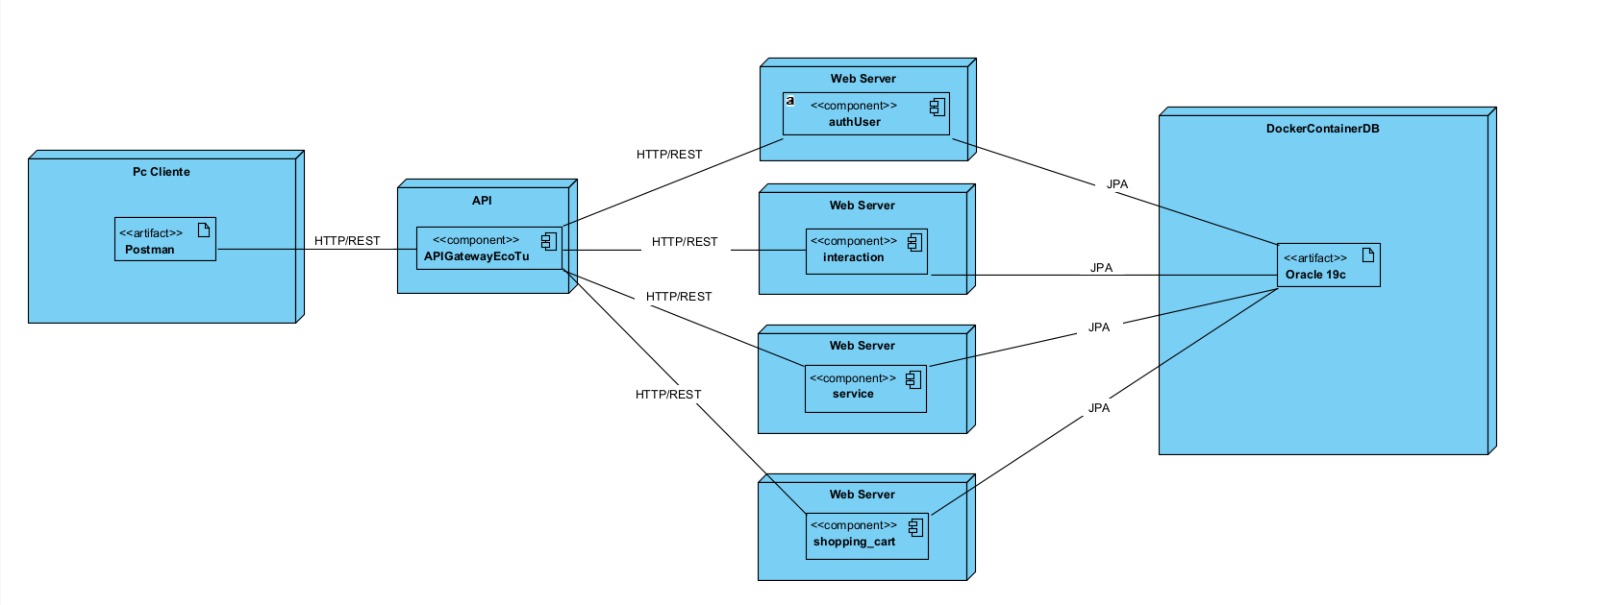 Pc Cliente
<<artifact>>
Postman
HTTP/REST
API
<<component>>
APIGatewayEcoTu
HTTP/REST
HTTP/REST
HTTP/REST
HTTP/REST
Web Server
a
<<component>>
authUser
Web Server
<<component>>
interaction
Web Server
<<component>>
service
Web Server
<<component>>
shopping_cart
JPA
JPA
JPA
JPA
DockerContainerDB
<<artifact>>
Oracle 19c